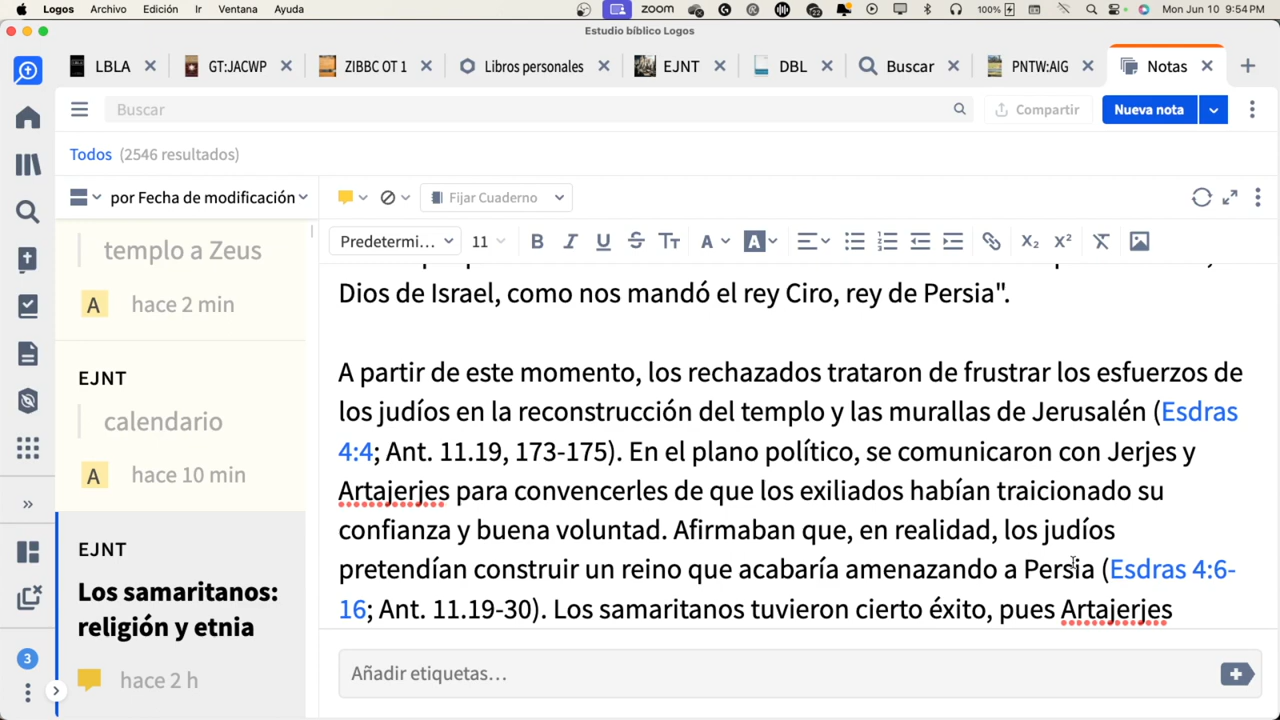 Logos Archivo Edición Ir Ventana Ayuda zoom 100% Mon Jun 10 9:54 PM
Estudio bíblico Logos
LBLA GT:JACWP ZIBBC OT 1 Libros personales EJNT DBL Buscar PNTW:AIG Notas
Buscar Compartir Nueva nota
Todos (2546 resultados)
por Fecha de modificación Fijar Cuaderno
Predetermi... 11 B I U S Tт A A X₂ X²
templo a Zeus
A hace 2 min
EJNT
calendario
A hace 10 min
EJNT
Los samaritanos:
religión y etnia
hace 2 h
3
Dios de Israel, como nos mandó el rey Ciro, rey de Persia".
A partir de este momento, los rechazados trataron de frustrar los esfuerzos de
los judíos en la reconstrucción del templo y las murallas de Jerusalén (Esdras
4:4; Ant. 11.19, 173-175). En el plano político, se comunicaron con Jerjes y
Artajerjes para convencerles de que los exiliados habían traicionado su
confianza y buena voluntad. Afirmaban que, en realidad, los judíos
pretendían construir un reino que acabaría amenazando a Persia (Esdras 4:6-
16; Ant. 11.19-30). Los samaritanos tuvieron cierto éxito, pues Artajerjes
Añadir etiquetas…